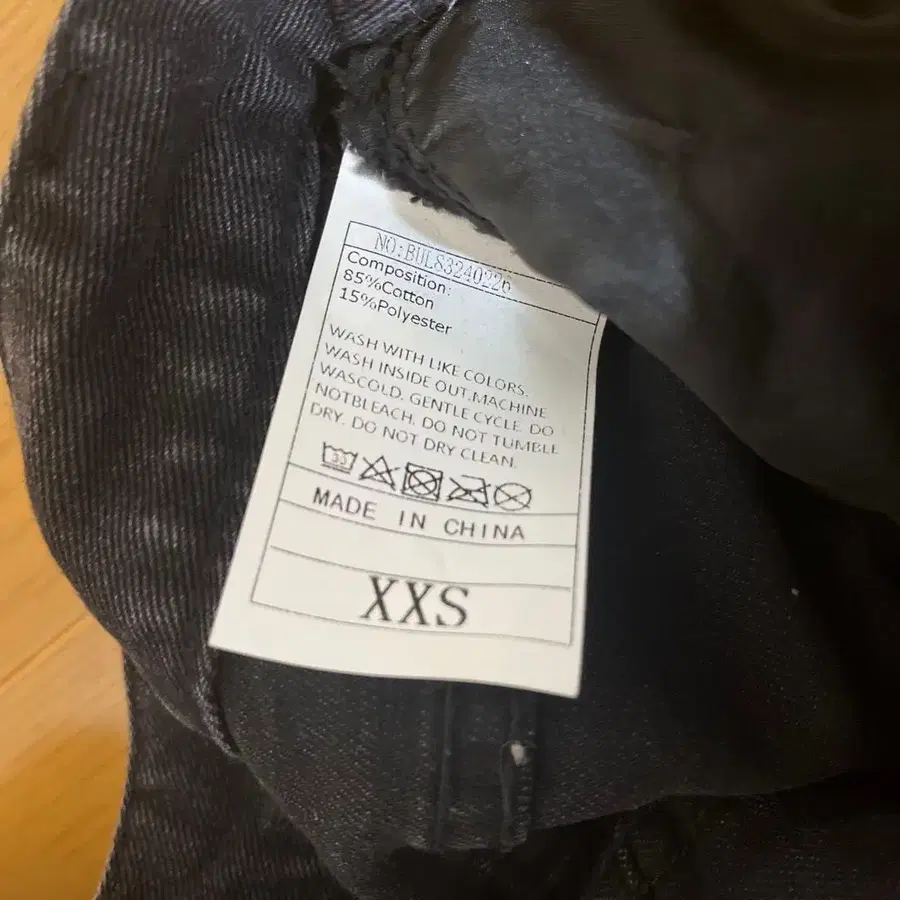 NO:BULS3240226
Composition:
85%Cotton
15%Polyester
WASH WITH LIKE COLORS.
WASH INSIDE OUT.MACHINE
WASCOLD. GENTLE CYCLE. DO
NOTBLEACH. DO NOT TUMBLE
DRY. DO NOT DRY CLEAN.
MADE IN CHINA
XXS